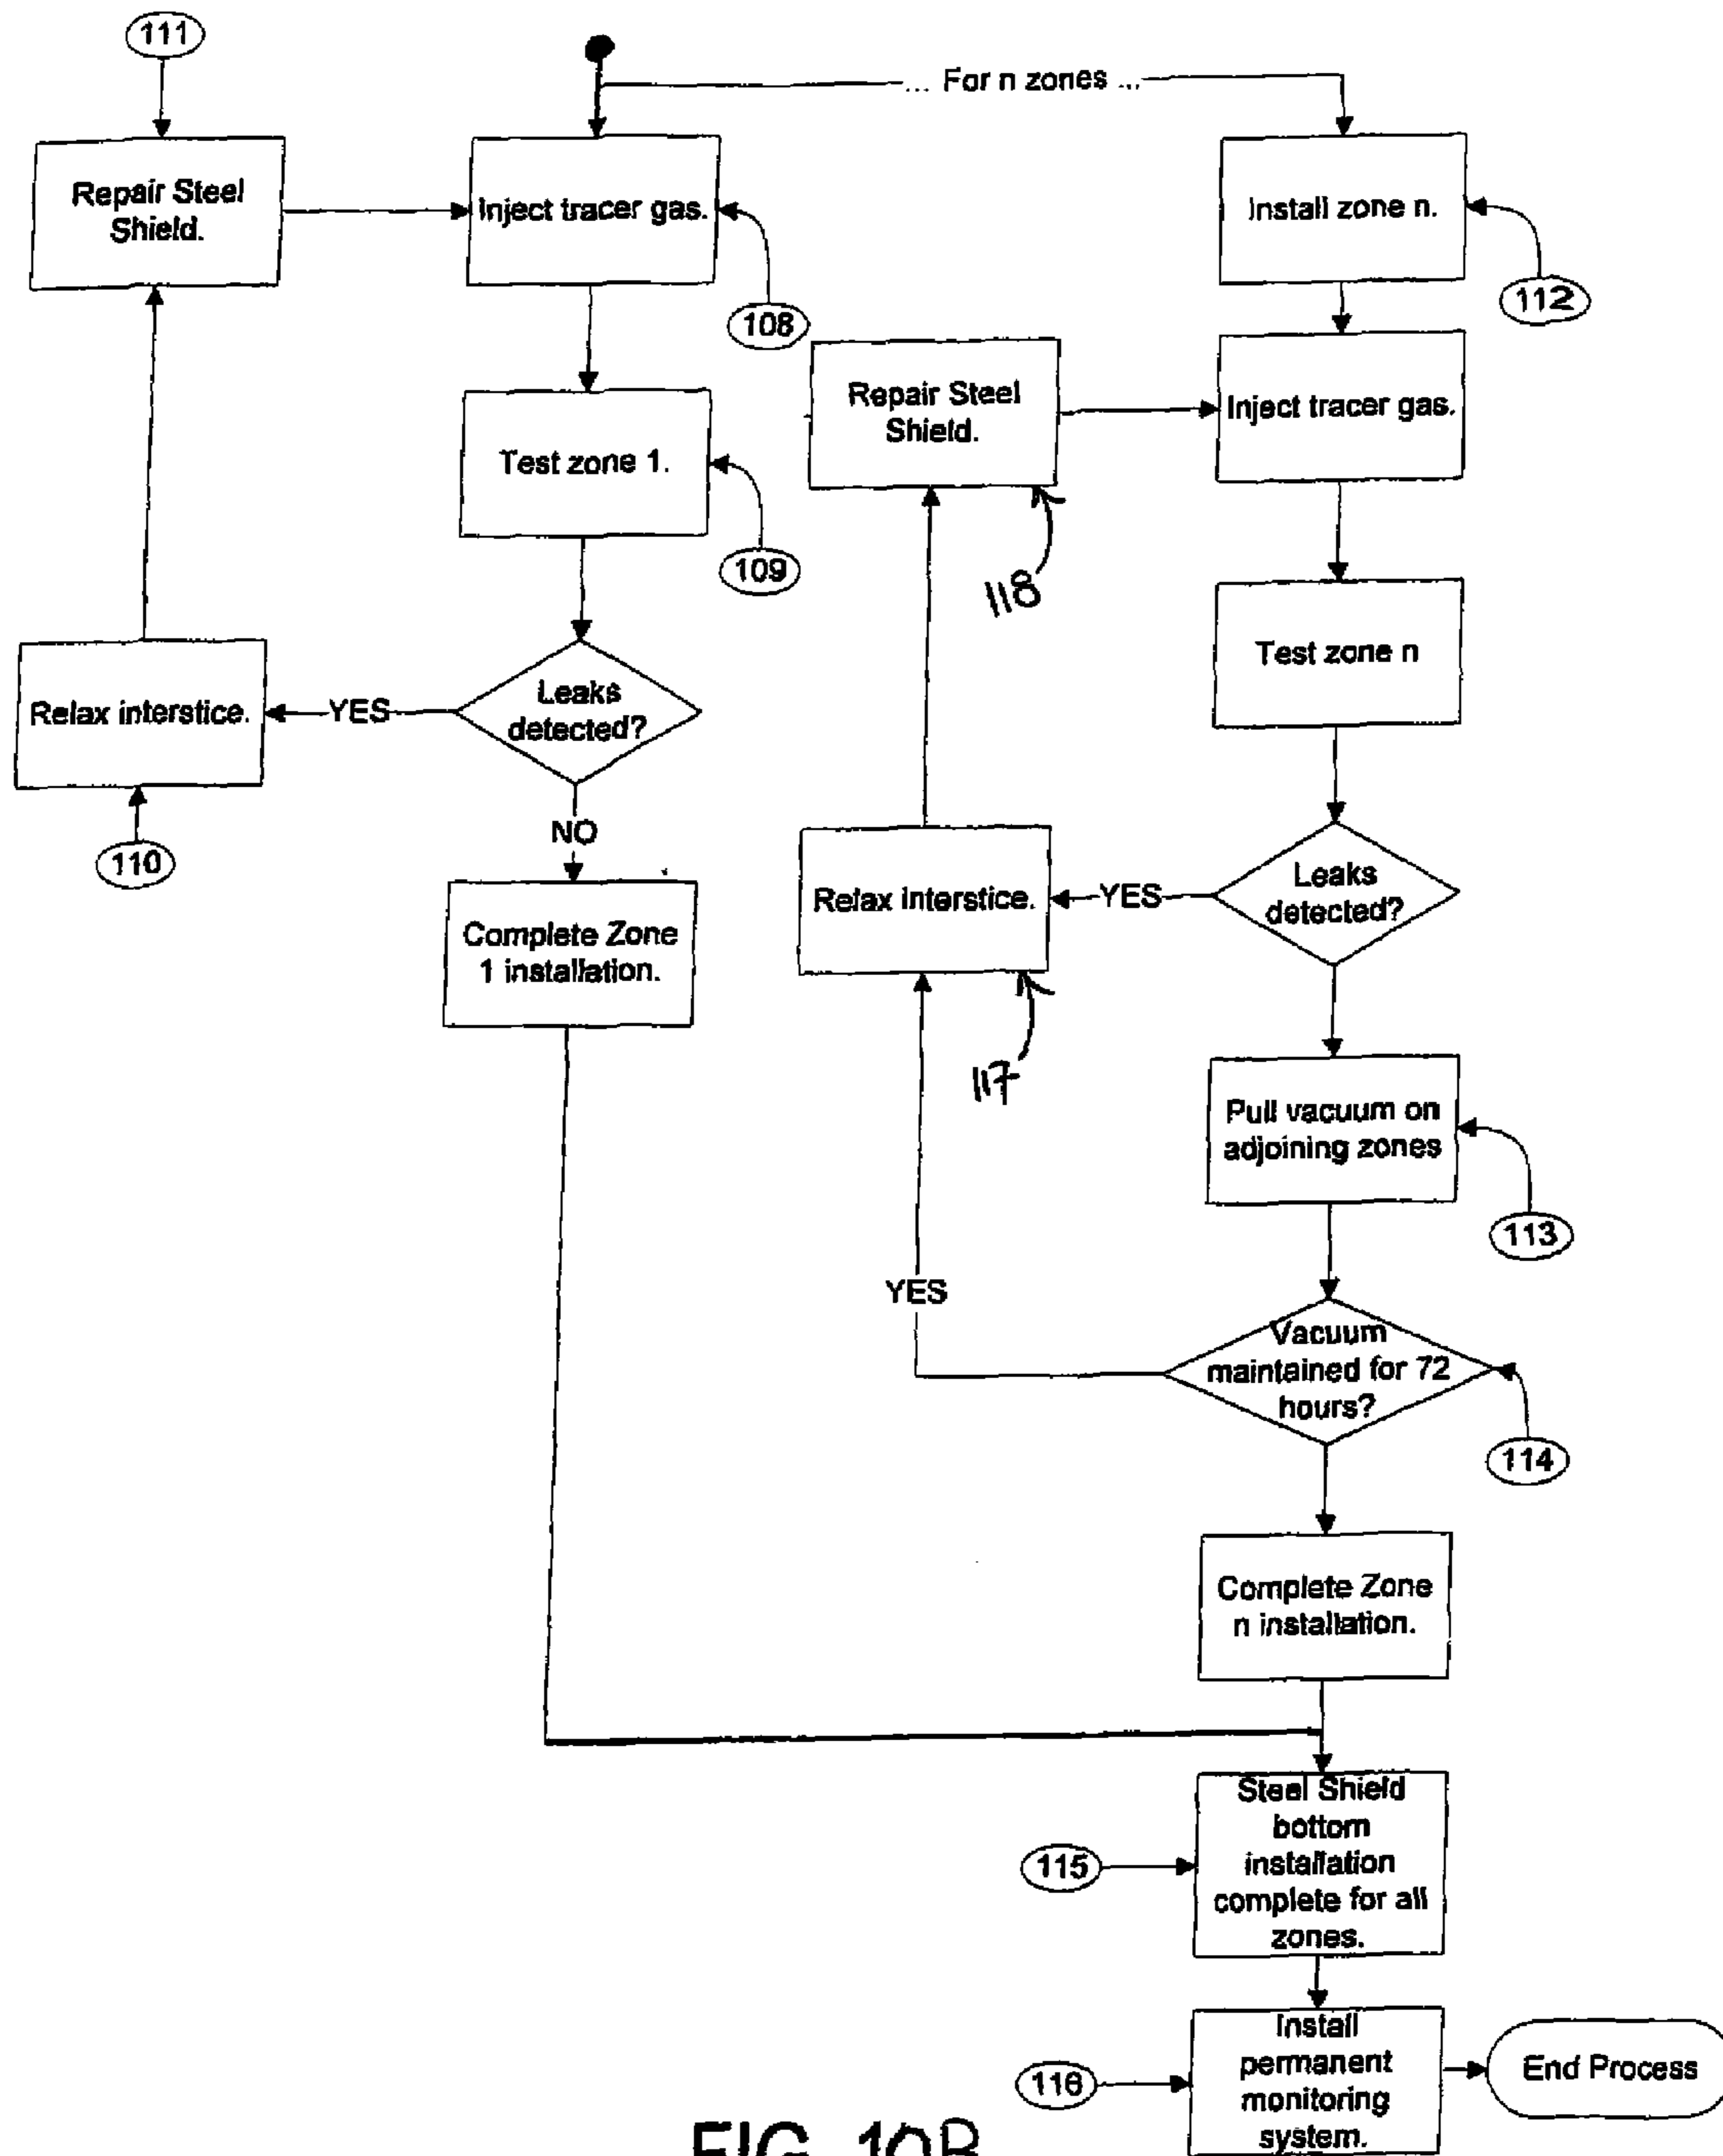 111
... For n zones ...
Repair Steel
Shield.
Inject tracer gas.
Install zone n.
108
112
Repair Steel
Shield.
Inject tracer gas.
Test zone 1.
109
118
Test zone n
Relax interstice.
YES
Leaks
detected?
110
NO
Relax interstice.
YES
Leaks
detected?
Complete Zone
1 installation.
117
Pull vacuum on
adjoining zones
113
YES
Vacuum
maintained for 72
hours?
114
Complete Zone
n installation.
115
Steel Shield
bottom
installation
complete for all
zones.
116
Install
permanent
monitoring
system.
End Process
FIG. 10B